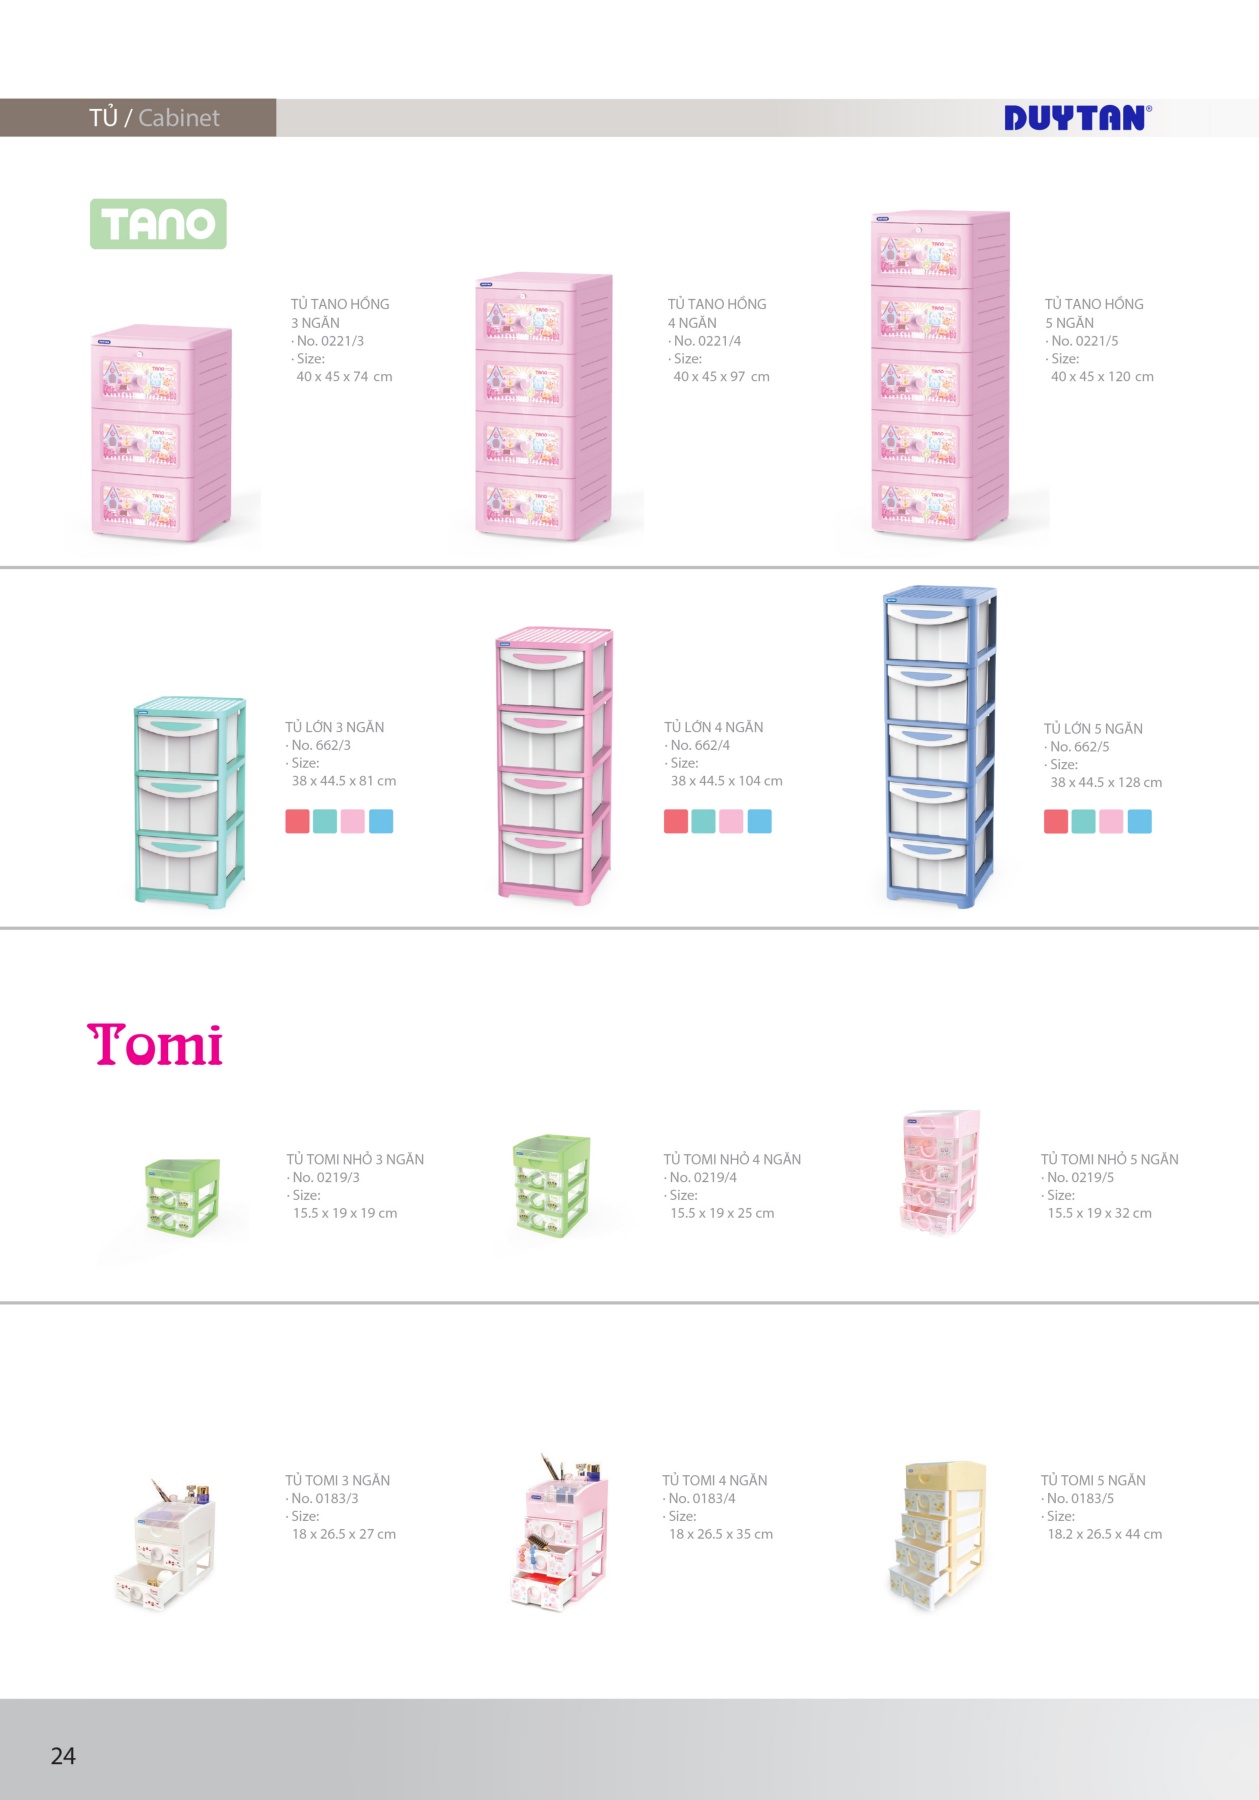 TỦ / Cabinet
DUYTAN®
TANO
TỦ TANO HỒNG
3 NGĂN
· No. 0221/3
· Size:
40 x 45 x 74 cm
TỦ TANO HỒNG
4 NGĂN
· No. 0221/4
· Size:
40 x 45 x 97 cm
TỦ TANO HỒNG
5 NGĂN
· No. 0221/5
· Size:
40 x 45 x 120 cm
TỦ LỚN 3 NGĂN
· No. 662/3
· Size:
38 x 44.5 x 81 cm
TỦ LỚN 4 NGĂN
· No. 662/4
· Size:
38 x 44.5 x 104 cm
TỦ LỚN 5 NGĂN
· No. 662/5
· Size:
38 x 44.5 x 128 cm
Tomi
TỦ TOMI NHỎ 3 NGĂN
· No. 0219/3
· Size:
15.5 x 19 x 19 cm
TỦ TOMI NHỎ 4 NGĂN
· No. 0219/4
· Size:
15.5 x 19 x 25 cm
TỦ TOMI NHỎ 5 NGĂN
· No. 0219/5
· Size:
15.5 x 19 x 32 cm
TỦ TOMI 3 NGĂN
· No. 0183/3
· Size:
18 x 26.5 x 27 cm
TỦ TOMI 4 NGĂN
· No. 0183/4
· Size:
18 x 26.5 x 35 cm
TỦ TOMI 5 NGĂN
· No. 0183/5
· Size:
18.2 x 26.5 x 44 cm
24